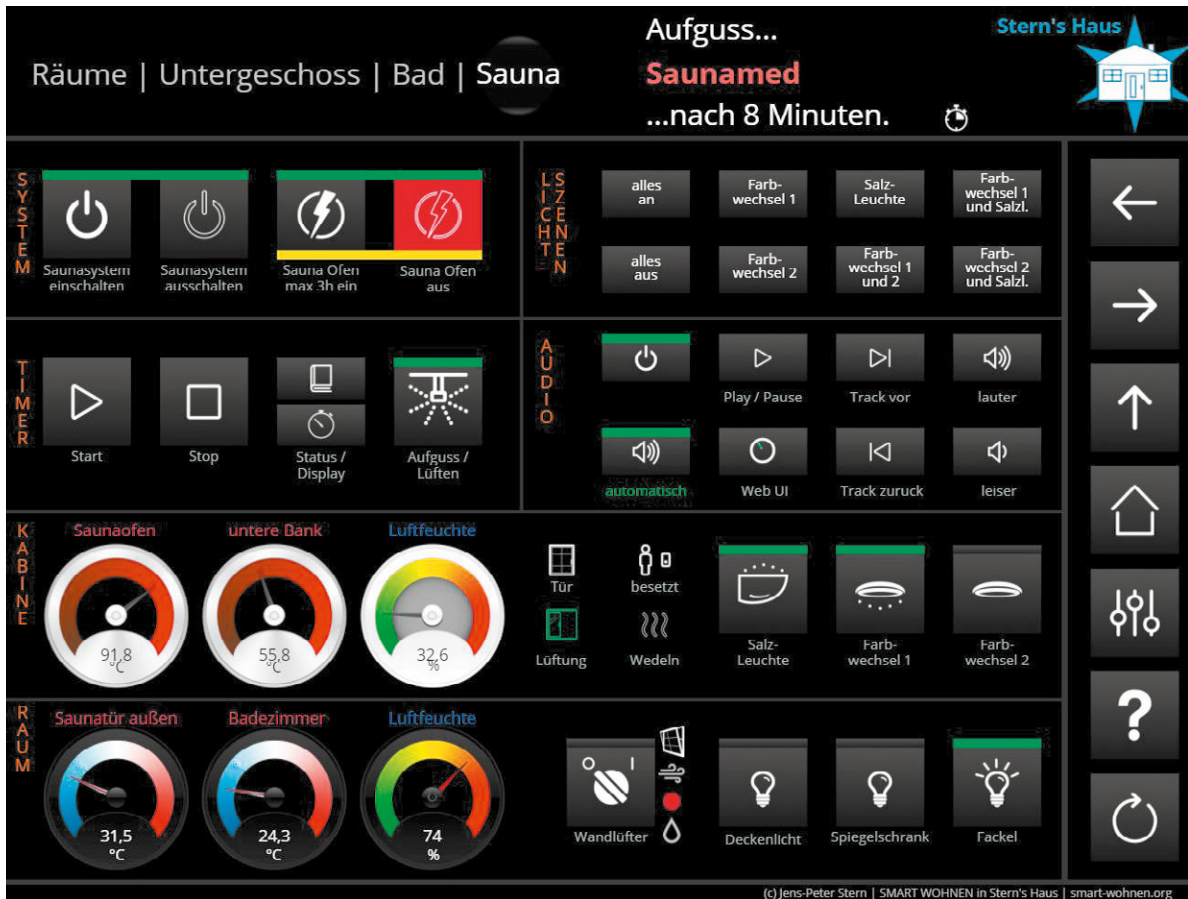 Aufguss...
Stern's Haus
Räume | Untergeschoss | Bad | Sauna
Saunamed
...nach 8 Minuten.
SYSTEM
Saunasystem einschalten
Saunasystem ausschalten
Sauna Ofen max 3h ein
Sauna Ofen aus
LICHT-SZENEN
alles an
Farb-wechsel 1
Salz-Leuchte
Farb-wechsel 1 und Salzl.
alles aus
Farb-wechsel 2
Farb-wechsel 1 und 2
Farb-wechsel 2 und Salzl.
TIMER
Start
Stop
Status / Display
Aufguss / Lüften
AUDIO
Play / Pause
Track vor
lauter
automatisch
Web UI
Track zuruck
leiser
KABINE
Saunaofen
untere Bank
Luftfeuchte
91,8 °C
55,8 °C
32,6 %
Tür
besetzt
Lüftung
Wedeln
Salz-Leuchte
Farb-wechsel 1
Farb-wechsel 2
RAUM
Saunatür außen
Badezimmer
Luftfeuchte
31,5 °C
24,3 °C
74 %
O I
Wandlüfter
Deckenlicht
Spiegelschrank
Fackel
?
(c) Jens-Peter Stern | SMART WOHNEN in Stern's Haus | smart-wohnen.org